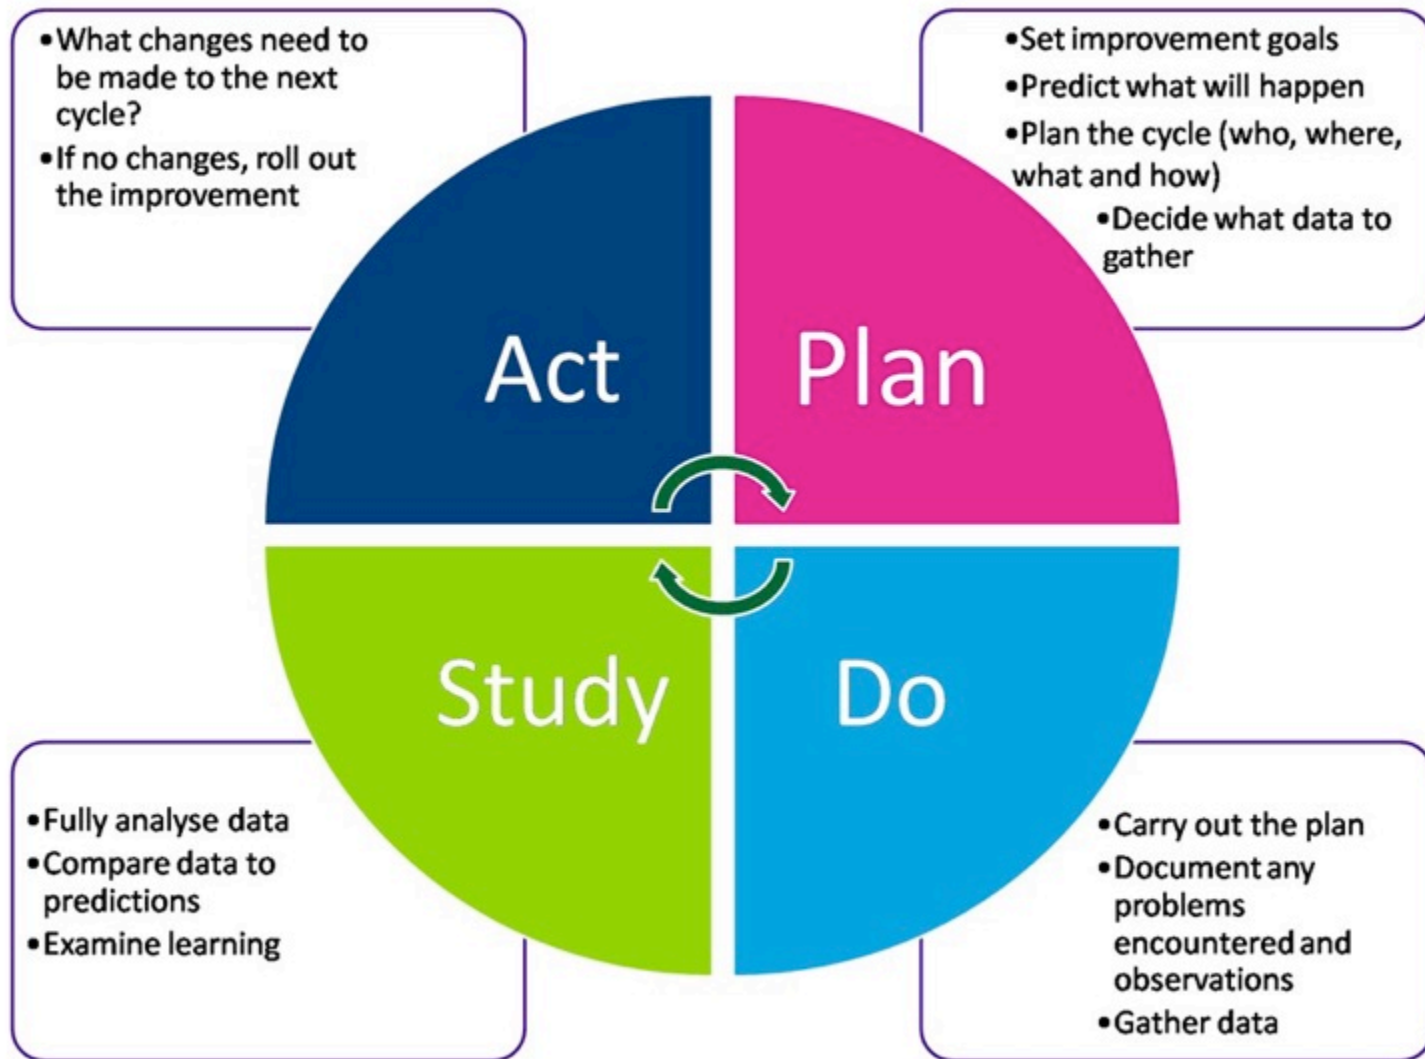 •What changes need to
be made to the next
cycle?
•If no changes, roll out
the improvement
•Set improvement goals
•Predict what will happen
•Plan the cycle (who, where,
what and how)
•Decide what data to
gather
Act
Plan
Study
Do
•Fully analyse data
•Compare data to
predictions
•Examine learning
•Carry out the plan
•Document any
problems
encountered and
observations
•Gather data